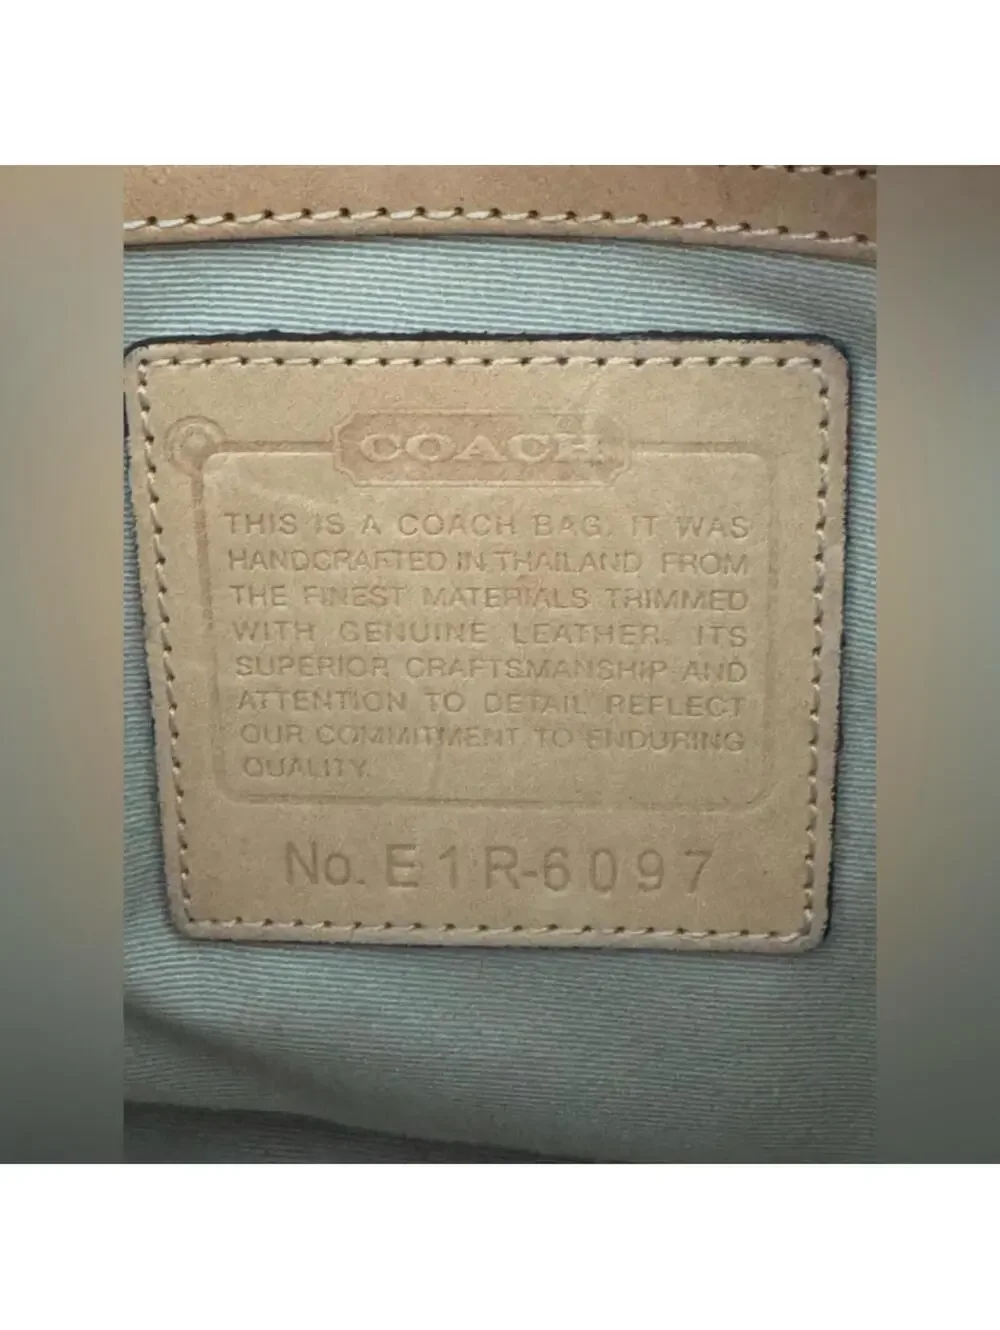 COACH
THIS IS A COACH BAG. IT WAS
HANDCRAFTED IN THAILAND FROM
THE FINEST MATERIALS TRIMMED
WITH GENUINE LEATHER. ITS
SUPERIOR CRAFTSMANSHIP AND
ATTENTION TO DETAIL REFLECT
OUR COMMITMENT TO ENDURING
QUALITY.
No. E1R-6097